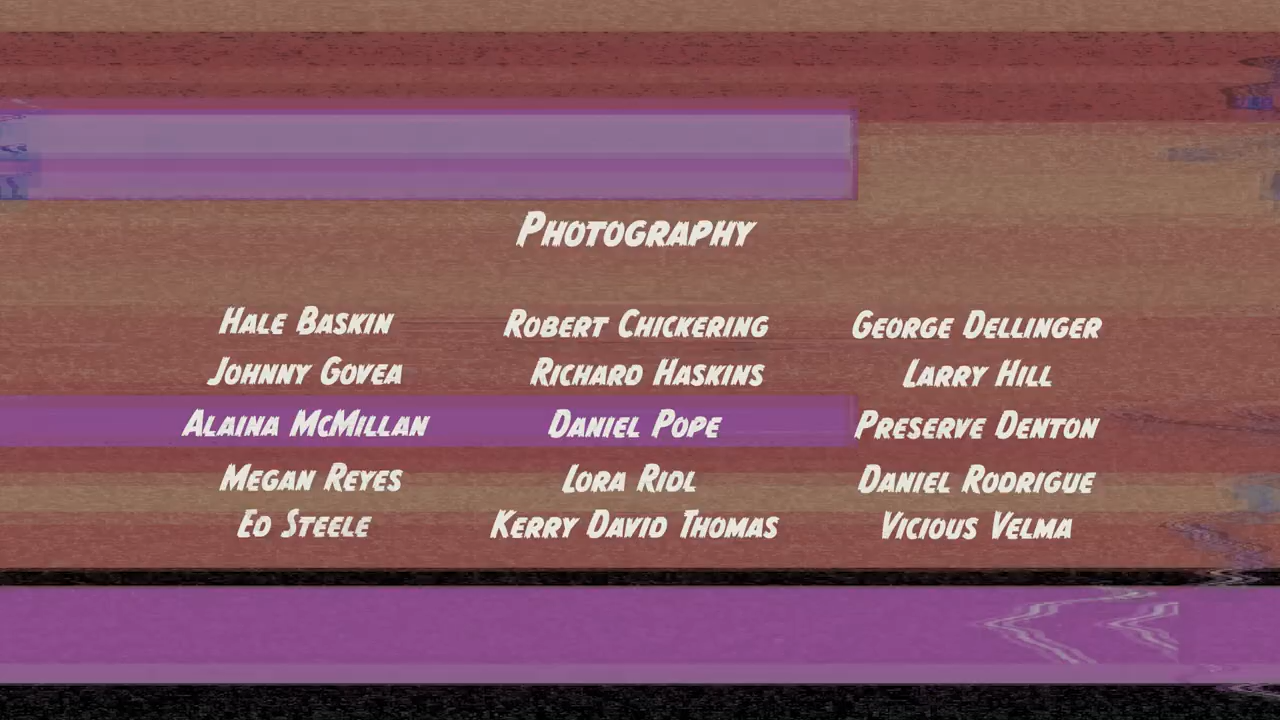 Photography
Hale Baskin Robert Chickering George Dellinger
Johnny Govea Richard Haskins Larry Hill
Alaina McMillan Daniel Pope Preserve Denton
Megan Reyes Lora Ridl Daniel Rodrigue
Ed Steele Kerry David Thomas Vicious Velma